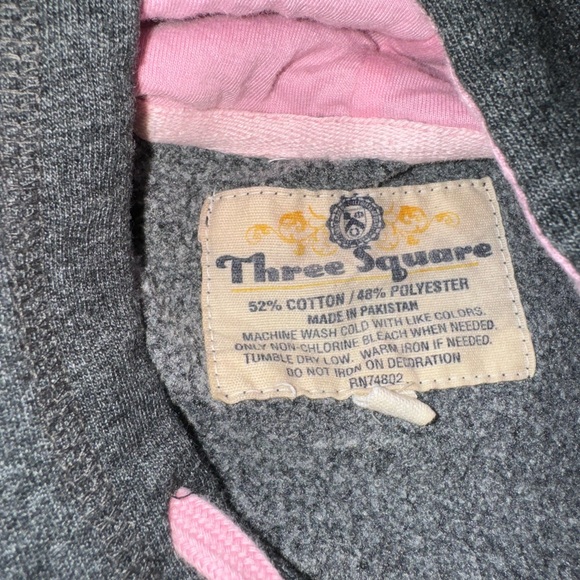 Three Square
52% COTTON / 48% POLYESTER
MADE IN PAKISTAN
MACHINE WASH COLD WITH LIKE COLORS.
ONLY NON-CHLORINE BLEACH WHEN NEEDED.
TUMBLE DRY LOW. WARM IRON IF NEEDED.
DO NOT IRON ON DECORATION
RN74802